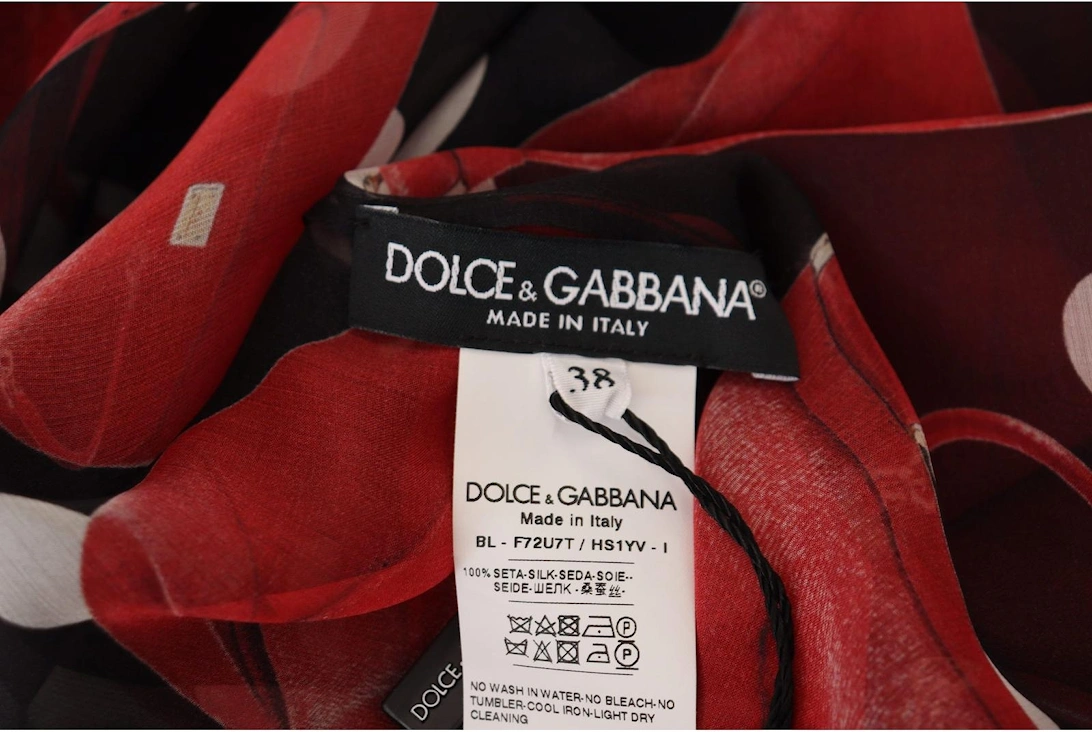 DOLCE & GABBANA®
MADE IN ITALY
38
DOLCE & GABBANA
Made in Italy
BL - F72U7T / HS1YV - I
100% SETA-SILK-SEDA-SOIE--
SEIDE-ШЕЛК -桑蚕丝-
P
P
NO WASH IN WATER-NO BLEACH-NO
TUMBLER-COOL IRON-LIGHT DRY
CLEANING
DOLCE